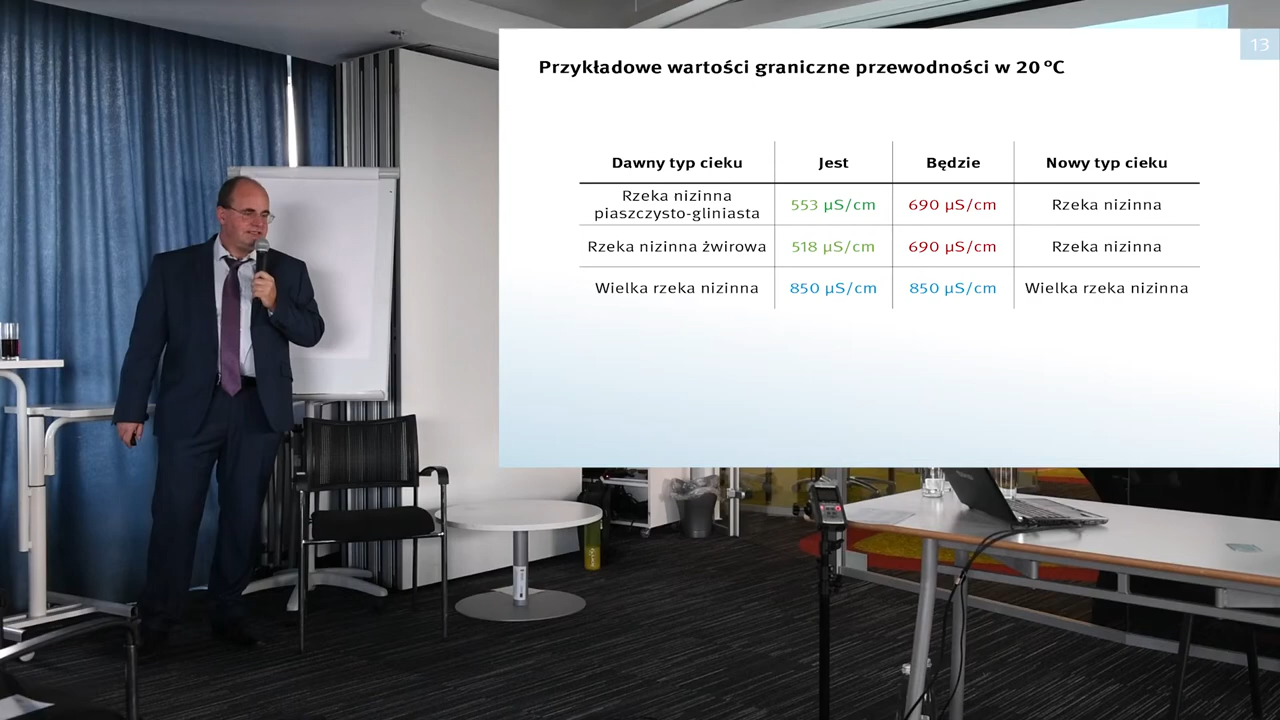 13
Przykładowe wartości graniczne przewodności w 20 °C
Dawny typ cieku Jest Będzie Nowy typ cieku
Rzeka nizinna
piaszczysto-gliniasta 553 µS/cm 690 µS/cm Rzeka nizinna
Rzeka nizinna żwirowa 518 µS/cm 690 µS/cm Rzeka nizinna
Wielka rzeka nizinna 850 µS/cm 850 µS/cm Wielka rzeka nizinna